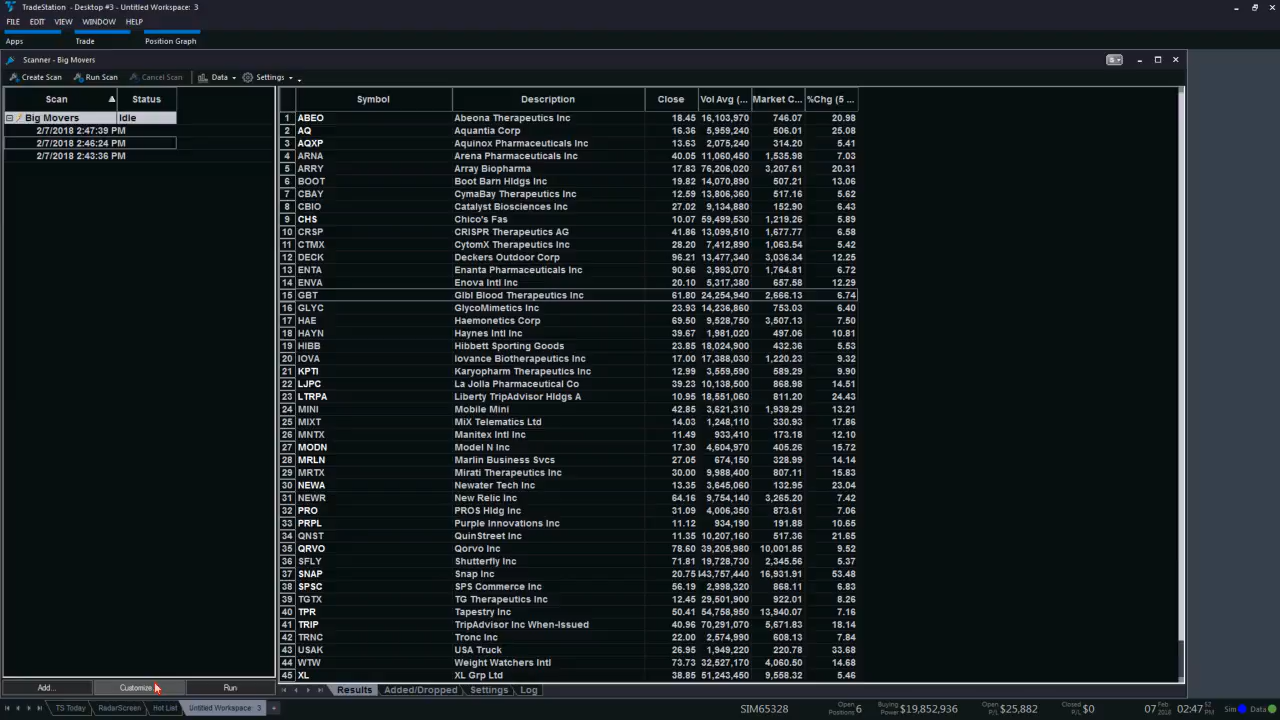 TradeStation - Desktop #3 - Untitled Workspace: 3
FILE EDIT VIEW WINDOW HELP
Apps Trade Position Graph
Scanner - Big Movers
Create Scan Run Scan Cancel Scan Data Settings
Scan Status Symbol Description Close Vol Avg (... Market C... %Chg (5 ...
Big Movers Idle 1 ABEO Abeona Therapeutics Inc 18.45 16,103,970 746.07 20.98
2/7/2018 2:47:39 PM 2 AQ Aquantia Corp 16.36 5,959,240 506.01 25.08
2/7/2018 2:46:24 PM 3 AQXP Aquinox Pharmaceuticals Inc 13.63 2,075,240 314.20 5.41
2/7/2018 2:43:36 PM 4 ARNA Arena Pharmaceuticals Inc 40.05 11,060,450 1,535.98 7.03
5 ARRY Array Biopharma 17.83 76,206,020 3,207.61 20.31
6 BOOT Boot Barn Hldgs Inc 19.82 14,070,890 507.21 13.06
7 CBAY CymaBay Therapeutics Inc 12.59 13,806,360 517.16 5.62
8 CBIO Catalyst Biosciences Inc 28.02 9,134,880 152.90 6.43
9 CHS Chico's Fas 10.07 59,499,530 1,219.26 5.89
10 CRSP CRISPR Therapeutics AG 41.86 13,099,510 1,677.77 6.58
11 CTMX CytomX Therapeutics Inc 28.20 7,412,890 1,063.54 5.42
12 DECK Deckers Outdoor Corp 96.21 13,477,340 3,036.34 12.25
13 ENTA Enanta Pharmaceuticals Inc 90.66 3,993,070 1,764.81 6.72
14 ENVA Enova Intl Inc 20.10 5,317,380 657.58 12.29
15 GBT Glbl Blood Therapeutics Inc 61.80 24,254,940 2,666.13 6.74
16 GLYC GlycoMimetics Inc 23.93 14,236,860 753.03 6.40
17 HAE Haemonetics Corp 69.50 9,528,750 3,507.13 7.50
18 HAYN Haynes Intl Inc 39.67 1,981,020 497.06 10.81
19 HIBB Hibbett Sporting Goods 23.85 18,024,900 432.36 5.53
20 IOVA Iovance Biotherapeutics Inc 17.00 17,388,030 1,220.23 9.32
21 KPTI Karyopharm Therapeutics Inc 12.99 3,559,590 589.29 9.90
22 LJPC La Jolla Pharmaceutical Co 39.23 10,138,500 868.98 14.51
23 LTRPA Liberty TripAdvisor Hldgs A 10.95 18,551,060 811.20 24.43
24 MINI Mobile Mini 42.85 3,621,310 1,939.29 13.21
25 MIXT MiX Telematics Ltd 14.03 1,248,110 330.93 17.86
26 MNTX Manitex Intl Inc 11.49 933,410 173.18 12.10
27 MODN Model N Inc 17.30 4,604,970 405.26 15.72
28 MRLN Marlin Business Svcs 27.05 674,150 328.99 14.14
29 MRTX Mirati Therapeutics Inc 30.00 9,988,400 807.11 15.83
30 NEWA Newater Tech Inc 13.35 3,645,060 132.95 23.04
31 NEWR New Relic Inc 64.16 9,754,140 3,265.20 7.42
32 PRO PROS Hldg Inc 31.09 4,006,350 873.61 7.06
33 PRPL Purple Innovations Inc 11.12 934,190 191.88 10.65
34 QNST QuinStreet Inc 11.35 10,207,160 517.36 21.65
35 QRVO Qorvo Inc 78.60 39,205,980 10,001.85 9.52
36 SFLY Shutterfly Inc 71.81 19,728,730 2,345.56 5.37
37 SNAP Snap Inc 20.75 43,757,440 16,931.91 53.48
38 SPSC SPS Commerce Inc 56.19 2,998,320 868.11 6.83
39 TGTX TG Therapeutics Inc 12.45 29,501,900 922.01 8.26
40 TPR Tapestry Inc 50.41 54,758,950 13,940.07 7.16
41 TRIP TripAdvisor Inc When-Issued 40.96 70,291,070 5,671.83 18.14
42 TRNC Tronc Inc 22.00 2,574,990 608.13 7.84
43 USAK USA Truck 26.95 1,949,220 220.78 33.68
44 WTW Weight Watchers Intl 73.73 32,527,170 4,060.50 14.68
45 XL XL Grp Ltd 38.85 51,243,450 9,558.32 5.46
Add... Customize Run Results Added/Dropped Settings Log
TS Today RadarScreen Hot List Untitled Workspace: 3 SIM65328 Open Positions 6 Buying Power $19,852,936 Open P/L $25,882 Closed P/L $0 07 Feb 2018 02:47 52 PM Sim Data